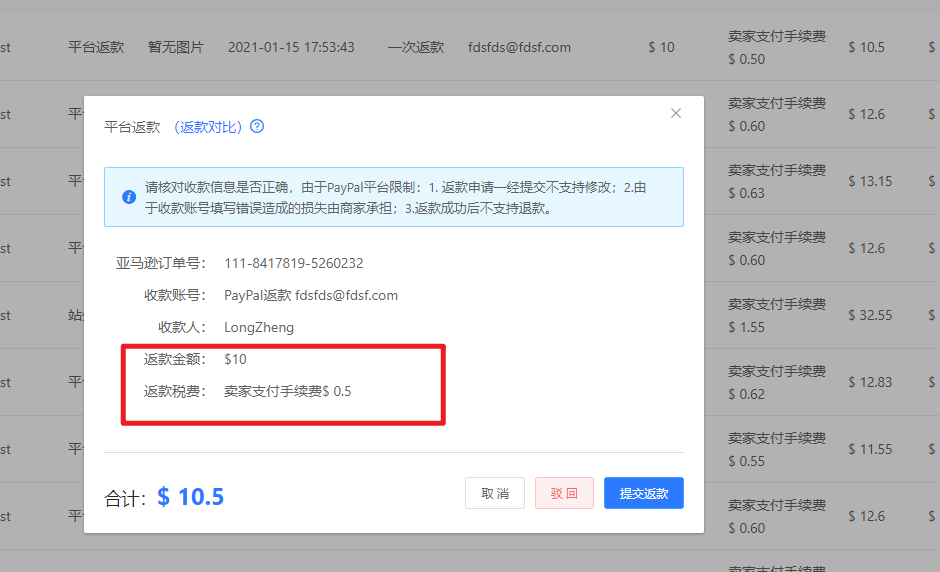 st 平台返款 暂无图片 2021-01-15 17:53:43 一次返款 fdsfds@fdsf.com $ 10 卖家支付手续费 $ 10.5 $
$ 0.50
st 平 卖家支付手续费 $ 12.6 $
$ 0.60
平台返款 (返款对比)
请核对收款信息是否正确，由于PayPal平台限制：1. 返款申请一经提交不支持修改；2.由
于收款账号填写错误造成的损失由商家承担；3.返款成功后不支持退款。
st 平 卖家支付手续费 $ 13.15 $
$ 0.63
st 平 卖家支付手续费 $ 12.6 $
$ 0.60
亚马逊订单号： 111-8417819-5260232
收款账号： PayPal返款 fdsfds@fdsf.com
收款人： LongZheng
st 站 卖家支付手续费 $ 32.55 $
$ 1.55
返款金额： $10
返款税费： 卖家支付手续费$ 0.5
st 平 卖家支付手续费 $ 12.83 $
$ 0.62
st 平 卖家支付手续费 $ 11.55 $
$ 0.55
合计： $ 10.5
取 消 驳 回 提交返款
st 平 卖家支付手续费 $ 12.6 $
$ 0.60